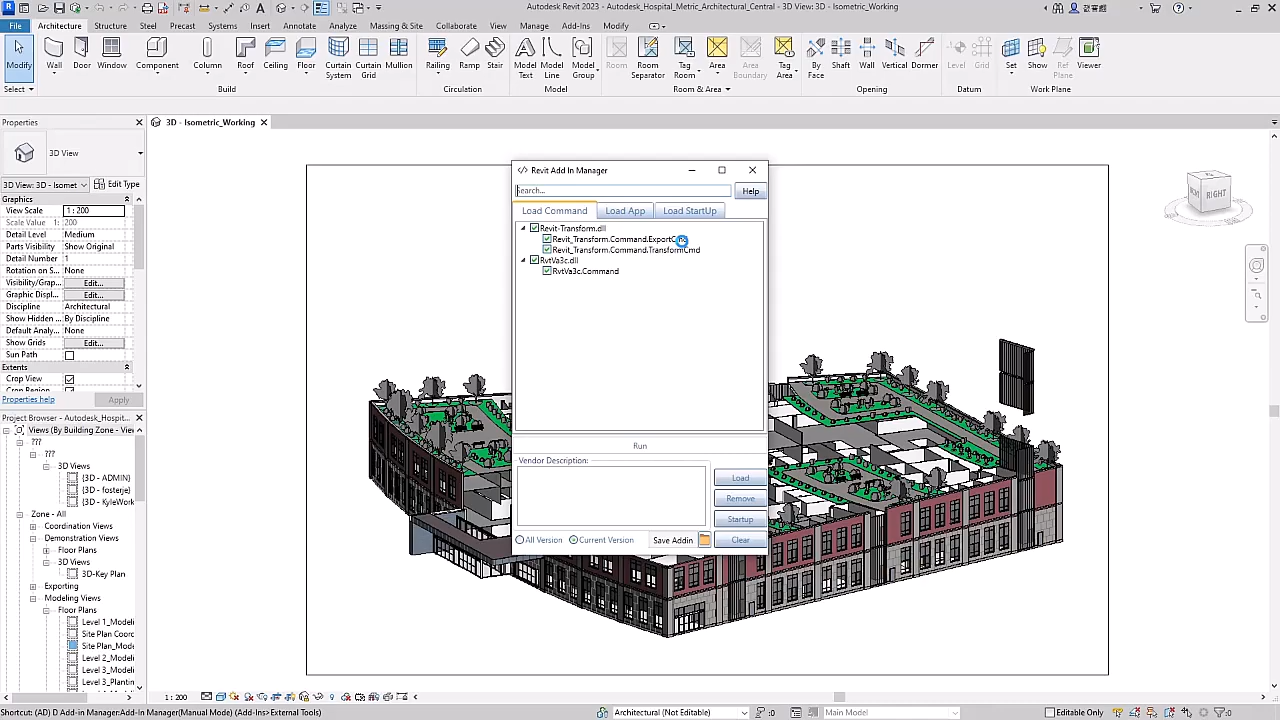 Autodesk Revit 2023 - Autodesk_Hospital_Metric_Architectural_Central - 3D View: 3D - Isometric_Working
File Architecture Structure Steel Precast Systems Insert Annotate Analyze Massing & Site Collaborate View Manage Add-Ins Modify
Modify Wall Door Window Component Column Roof Ceiling Floor Curtain System Curtain Grid Mullion Railing Ramp Stair Model Text Model Line Model Group Room Room Separator Tag Room Area Area Boundary Tag Area By Face Shaft Wall Vertical Dormer Level Grid Set Show Ref Plane Viewer
Select Build Circulation Model Room & Area Opening Datum Work Plane
Properties
3D - Isometric_Working
3D View
3D View: 3D - Isomet
Edit Type
Graphics
View Scale 1 : 200
Scale Value 1: 200
Detail Level Medium
Parts Visibility Show Original
Detail Number 1
Rotation on S... None
Visibility/Grap... Edit...
Graphic Displ... Edit...
Discipline Architectural
Show Hidden ... By Discipline
Default Analy... None
Show Grids Edit...
Sun Path
Extents
Crop View
Properties help Apply
Project Browser - Autodesk_Hospit...
Views (By Building Zone - Viev
???
???
3D Views
{3D - ADMIN}
{3D - fosterje}
{3D - KyleWork
Zone - All
Coordination Views
Demonstration Views
Floor Plans
3D Views
3D-Key Plan
Exporting
Modeling Views
Floor Plans
Level 1_Modeli
Site Plan Coorc
Site Plan_Mode
Level 2_Modeli
Level 3_Modeli
Level 3_Plantin
Level 4_Modeli
Revit Add In Manager
Search...
Help
Load Command Load App Load StartUp
Revit-Transform.dll
Revit_Transform.Command.ExportCmd
Revit_Transform.Command.TransformCmd
RvtVa3c.dll
RvtVa3c.Command
Run
Vendor Description:
Load
Remove
Startup
Clear
All Version Current Version Save Addin
RIGHT
1 : 200
Shortcut: (AD) D Add-in Manager:Add-In Manager(Manual Mode) (Add-Ins>External Tools)
Architectural (Not Editable)
:0
Main Model
Editable Only
:0